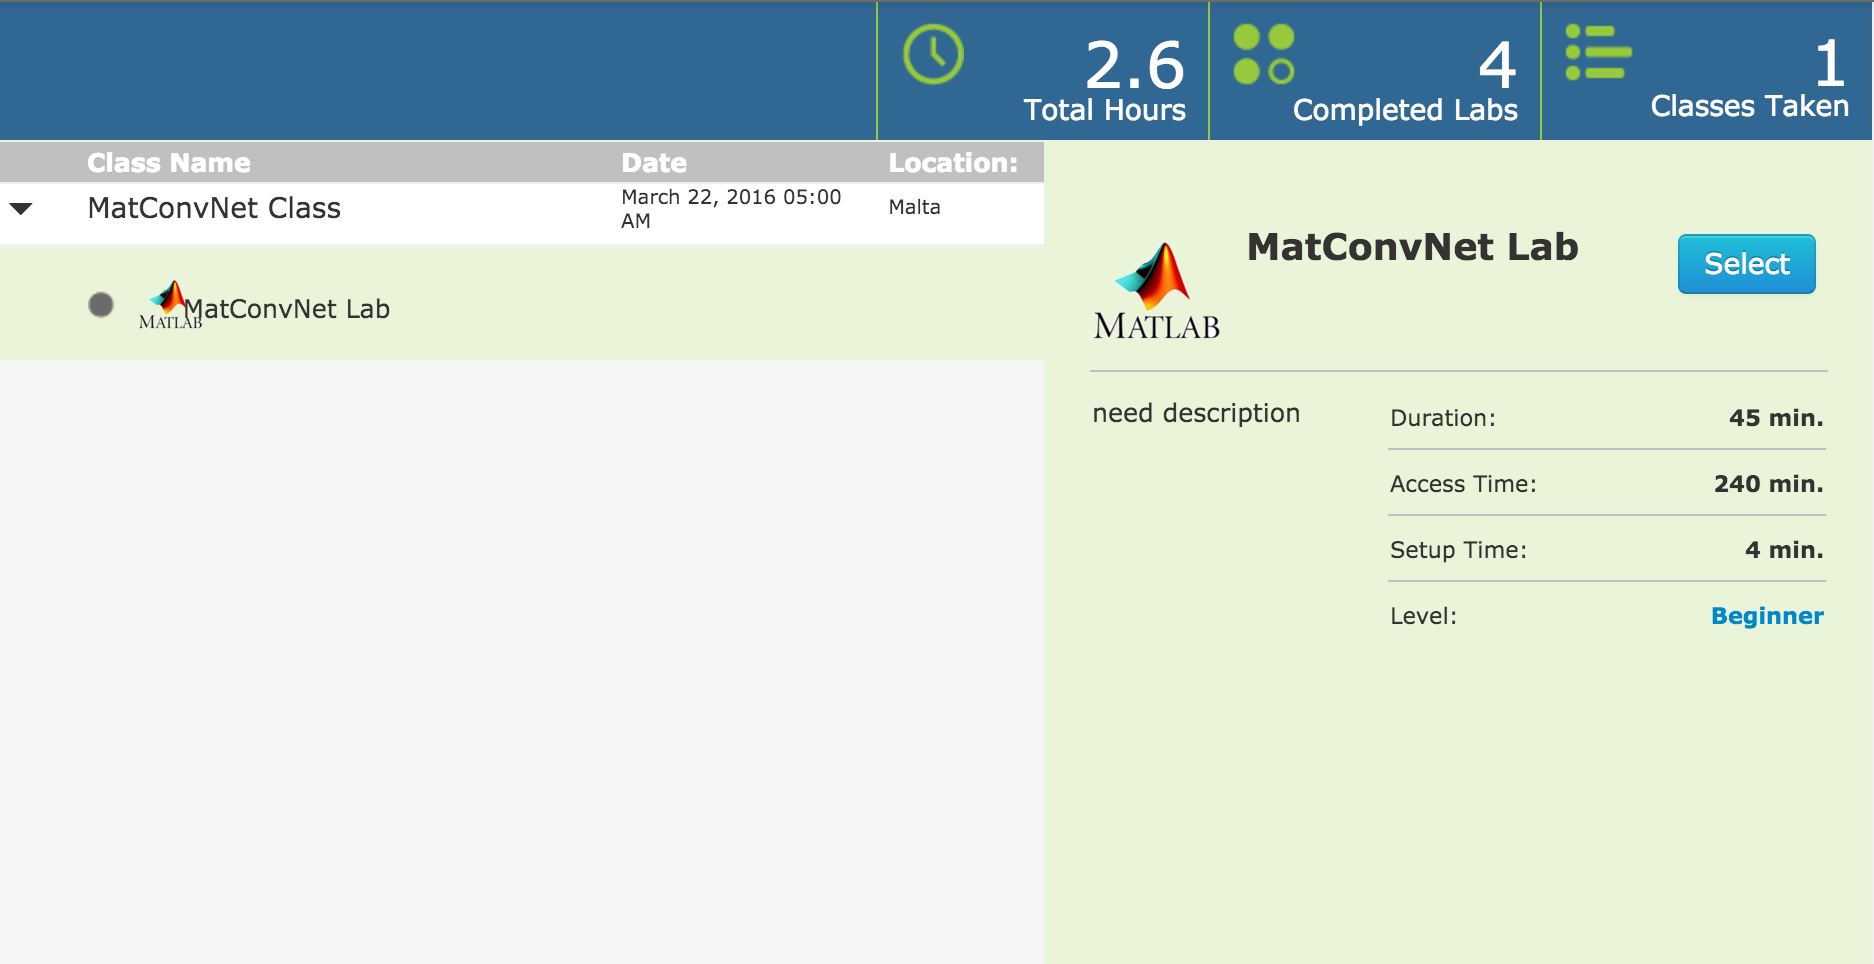 2.6
Total Hours
4
Completed Labs
1
Classes Taken
Class Name Date Location:
MatConvNet Class March 22, 2016 05:00 AM Malta
MATLAB MatConvNet Lab
MATLAB
MatConvNet Lab
Select
need description
Duration: 45 min.
Access Time: 240 min.
Setup Time: 4 min.
Level: Beginner